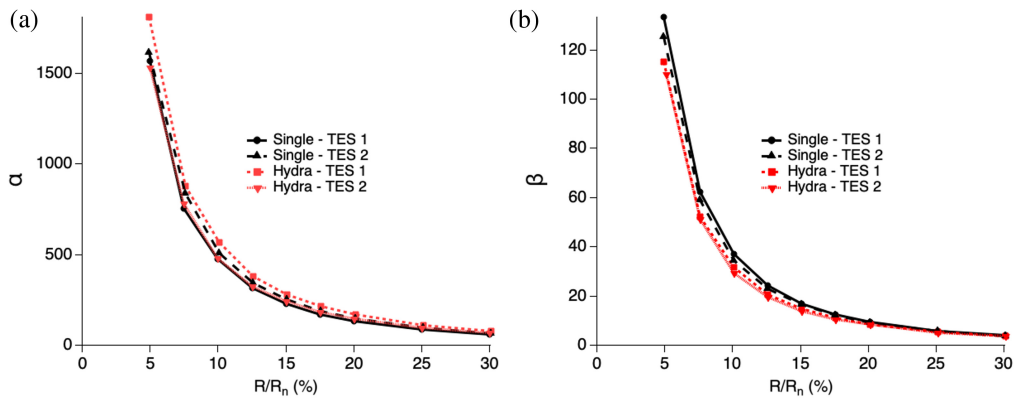 (a)
1500
1000
500
0
α
Single - TES 1
Single - TES 2
Hydra - TES 1
Hydra - TES 2
0 5 10 15 20 25 30
R/Rn (%)
(b)
120
100
80
60
40
20
0
β
Single - TES 1
Single - TES 2
Hydra - TES 1
Hydra - TES 2
0 5 10 15 20 25 30
R/Rn (%)